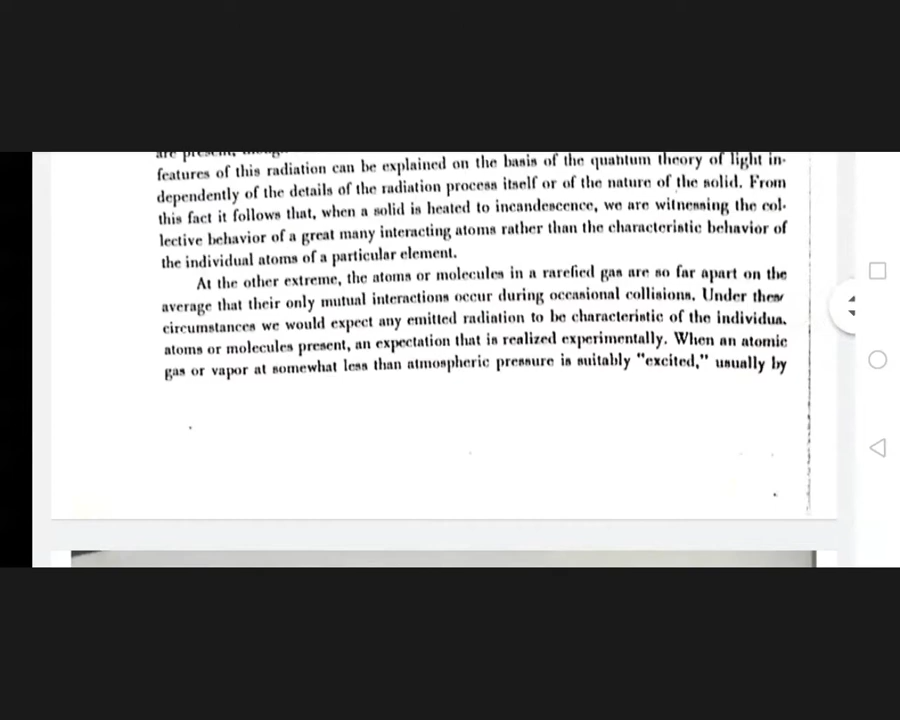 features of this radiation can be explained on the basis of the quantum theory of light in-
dependently of the details of the radiation process itself or of the nature of the solid. From
this fact it follows that, when a solid is heated to incandescence, we are witnessing the col-
lective behavior of a great many interacting atoms rather than the characteristic behavior of
the individual atoms of a particular element.
At the other extreme, the atoms or molecules in a rarefied gas are so far apart on the
average that their only mutual interactions occur during occasional collisions. Under these
circumstances we would expect any emitted radiation to be characteristic of the individua.
atoms or molecules present, an expectation that is realized experimentally. When an atomic
gas or vapor at somewhat less than atmospheric pressure is suitably "excited," usually by